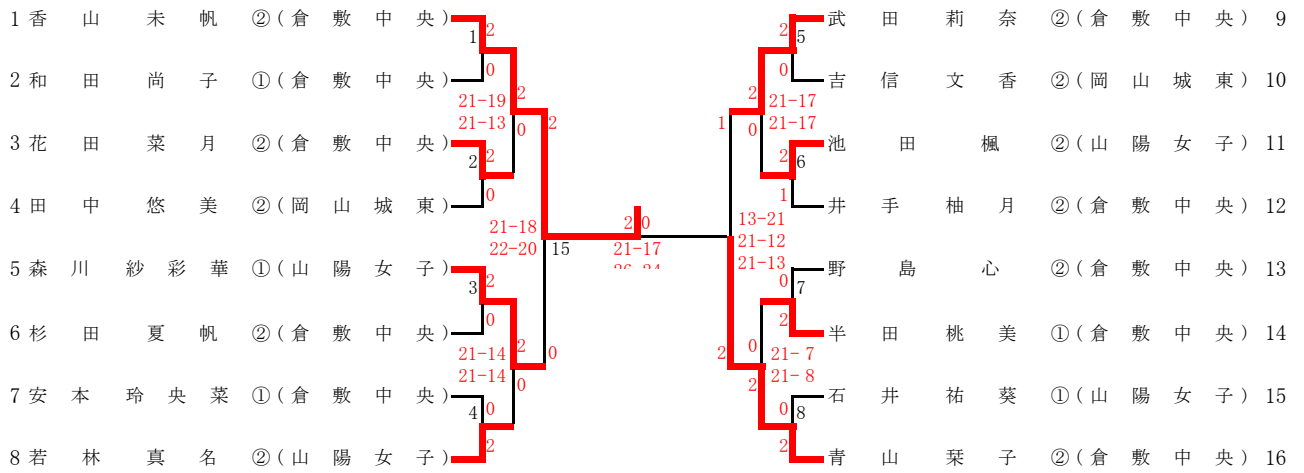 1 香山未帆 ②(倉敷中央) 2 武田莉奈 ②(倉敷中央) 9
1 2 5
0 0
2 和田尚子 ①(倉敷中央) 吉信文香 ②(岡山城東) 10
21-19 2 2 21-17
21-13 0 2 1 0 21-17
3 花田菜月 ②(倉敷中央) 池田楓 ②(山陽女子) 11
2 2 2 6
0 1
4 田中悠美 ②(岡山城東) 井手柚月 ②(倉敷中央) 12
21-18 2 0 13-21
22-20 15 21-17 21-12
5 森川紗彩華 ①(山陽女子) 21-13 野島心 ②(倉敷中央) 13
3 2 0 7
0 2
6 杉田夏帆 ②(倉敷中央) 半田桃美 ①(倉敷中央) 14
21-14 2 0 2 0 21- 7
21-14 0 2 21- 8
7 安本玲央菜 ①(倉敷中央) 石井祐葵 ①(山陽女子) 15
4 0 0 8
2 2
8 若林真名 ②(山陽女子) 青山栞子 ②(倉敷中央) 16